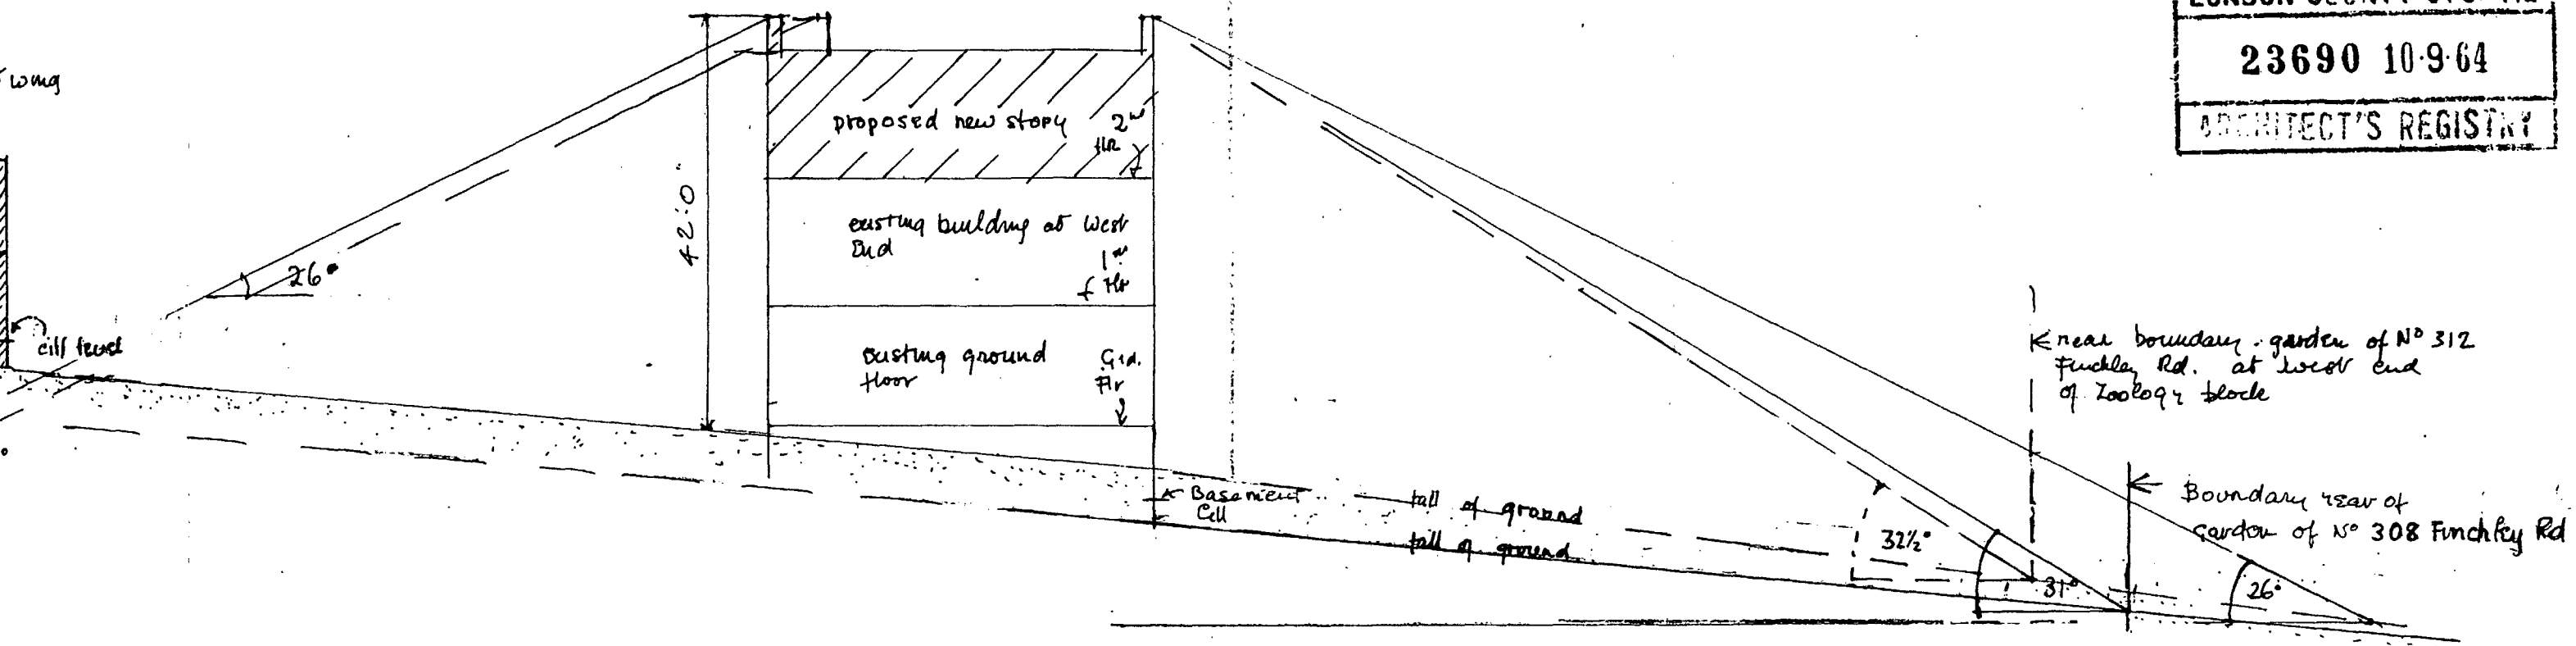 LONDON COUNTY COUNCIL
23690 10·9·64
ARCHITECT'S REGISTRY
wing
proposed new story
2ⁿᵈ
flr
42'.0"
existing building at West
End
1ˢᵗ
flr
26°
cill level
existing ground
floor
Grd.
Flr
near boundary . garden of Nº 312
Finchley Rd. at west end
of Zoology block
Basement
Cill
fall of ground
fall of ground
Boundary rear of
garden of Nº 308 Finchley Rd
32½°
31°
26°